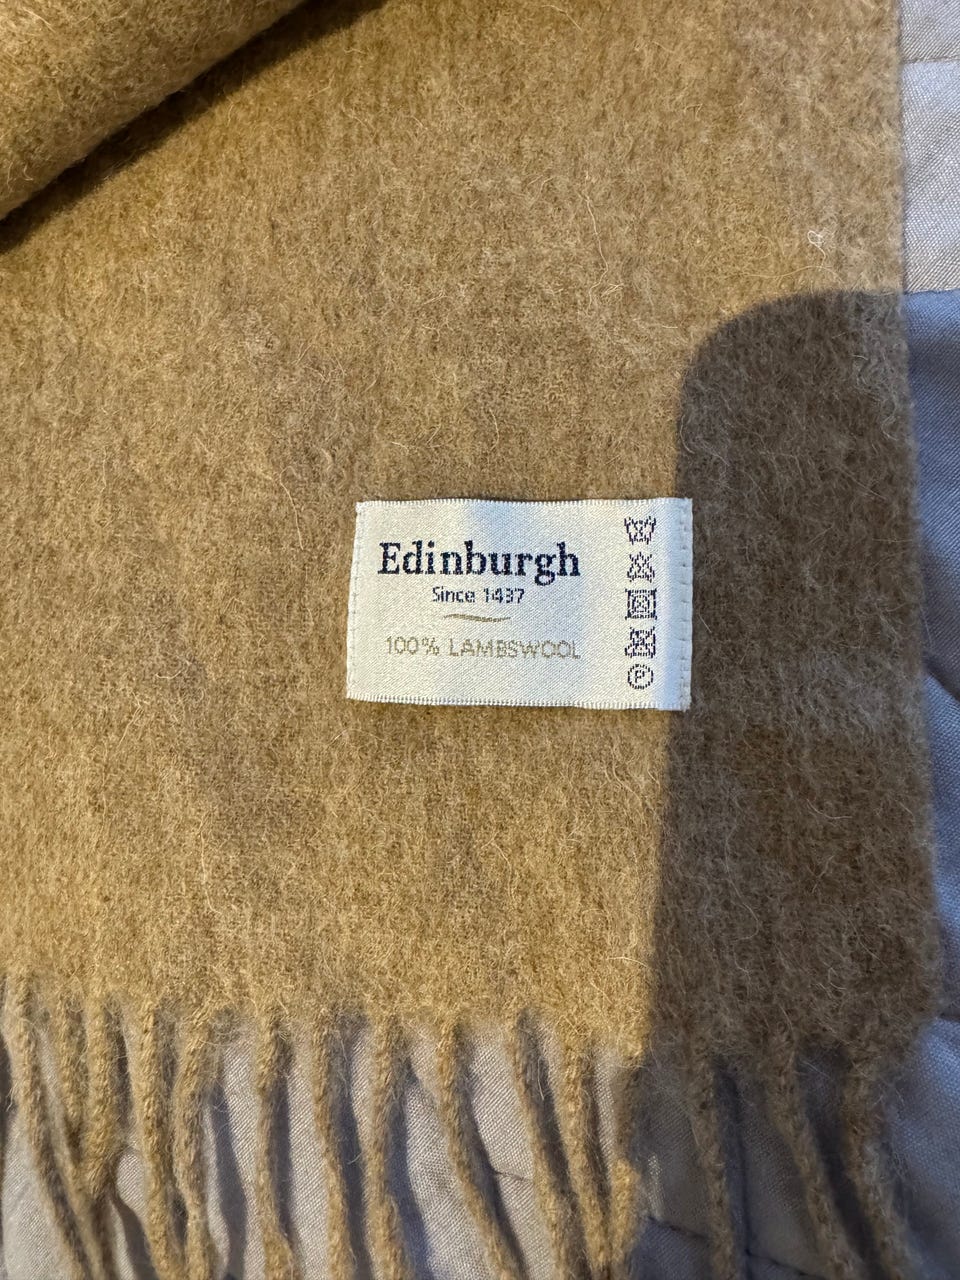 Edinburgh
Since 1437
100% LAMBSWOOL
P